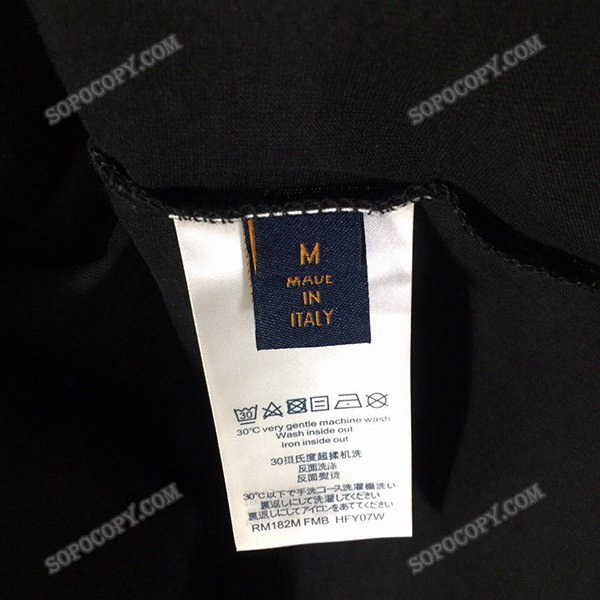 SOPOCOPY.COM
SOPOCOPY.COM
M
MADE
IN
ITALY
30
30°C very gentle machine wash
Wash inside out
Iron inside out
30摄氏度超揉机洗
反面洗涤
反面熨烫
30℃以下で手洗コース洗濯機洗い
裏返しにして洗濯してください
裏返しにしてアイロンをあててください
RM182M FMB HFY07W
SOPOCOPY.COM
SOPOCOPY.COM